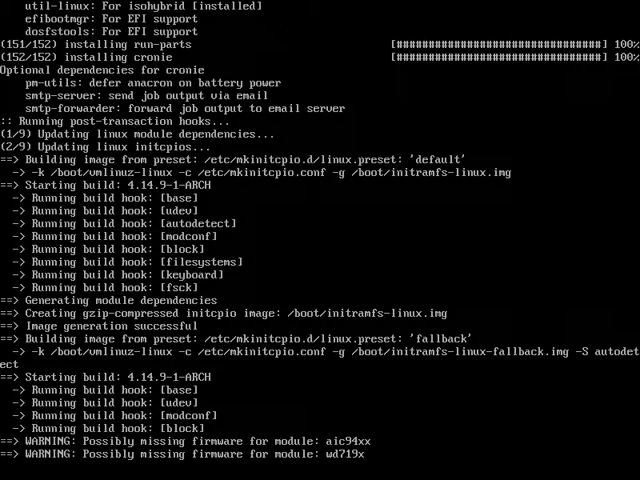 util-linux: For isohybrid [installed]
efibootmgr: For EFI support
dosfstools: For EFI support
(151/152) installing run-parts [################################] 100%
(152/152) installing cronie [################################] 100%
Optional dependencies for cronie
pm-utils: defer anacron on battery power
smtp-server: send job output via email
smtp-forwarder: forward job output to email server
:: Running post-transaction hooks...
(1/9) Updating linux module dependencies...
(2/9) Updating linux initcpios...
==> Building image from preset: /etc/mkinitcpio.d/linux.preset: 'default'
-> -k /boot/vmlinuz-linux -c /etc/mkinitcpio.conf -g /boot/initramfs-linux.img
==> Starting build: 4.14.9-1-ARCH
-> Running build hook: [base]
-> Running build hook: [udev]
-> Running build hook: [autodetect]
-> Running build hook: [modconf]
-> Running build hook: [block]
-> Running build hook: [filesystems]
-> Running build hook: [keyboard]
-> Running build hook: [fsck]
==> Generating module dependencies
==> Creating gzip-compressed initcpio image: /boot/initramfs-linux.img
==> Image generation successful
==> Building image from preset: /etc/mkinitcpio.d/linux.preset: 'fallback'
-> -k /boot/vmlinuz-linux -c /etc/mkinitcpio.conf -g /boot/initramfs-linux-fallback.img -S autodet
ect
==> Starting build: 4.14.9-1-ARCH
-> Running build hook: [base]
-> Running build hook: [udev]
-> Running build hook: [modconf]
-> Running build hook: [block]
==> WARNING: Possibly missing firmware for module: aic94xx
==> WARNING: Possibly missing firmware for module: wd719x